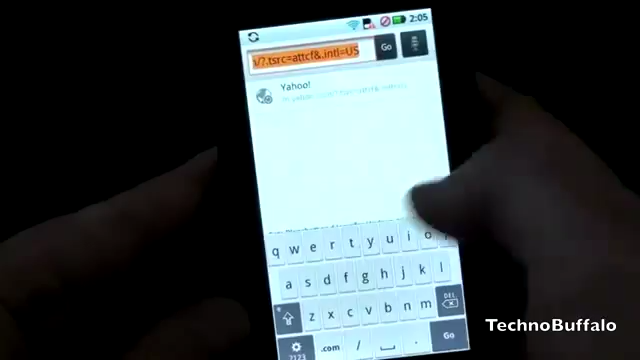 2:05
\/?.tsrc=attcf&.intl=US
Go
Yahoo!
q w e r t y u i o
a s d f g h j k l
z x c v b n m DEL
?123 .com / . Go
TechnoBuffalo